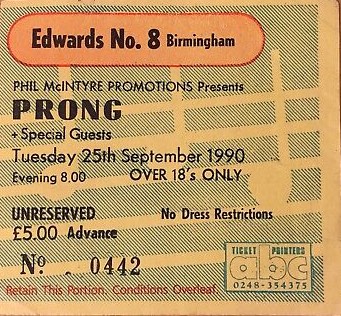 Edwards No. 8 Birmingham
PHIL McINTYRE PROMOTIONS Presents
PRONG
+ Special Guests
Tuesday 25th September 1990
Evening 8.00 OVER 18's ONLY
UNRESERVED No Dress Restrictions
£5.00 Advance
No. 0442
TICKET PRINTERS
abc
0248-354375
Retain This Portion. Conditions Overleaf.